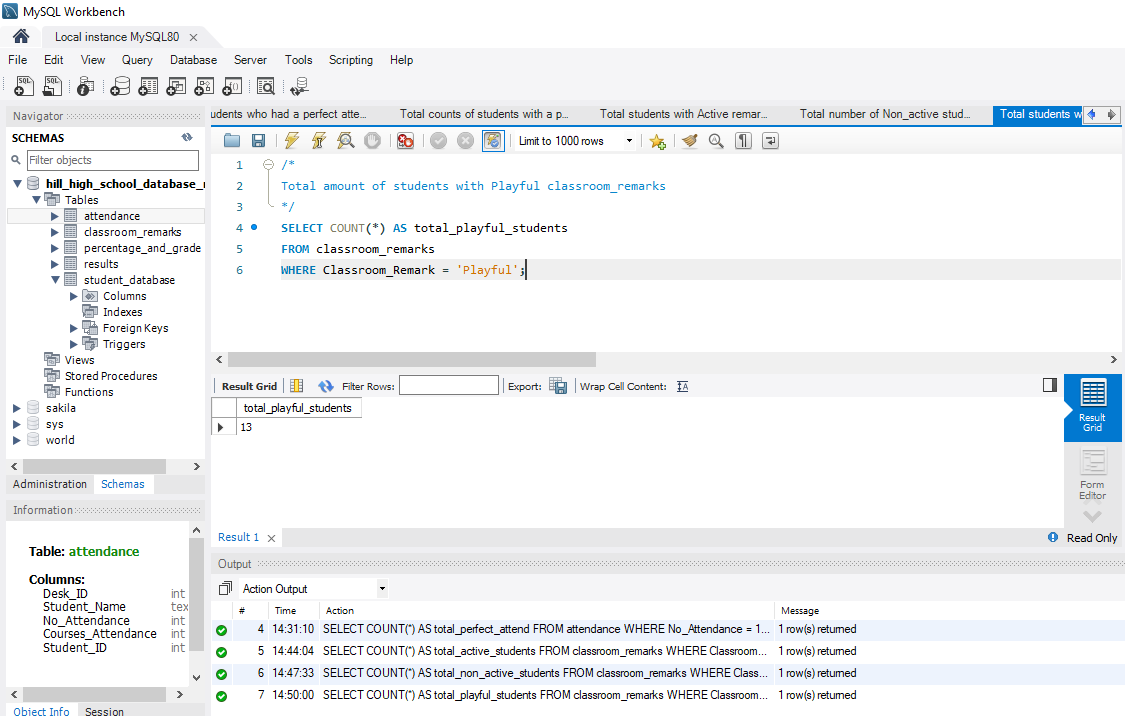 MySQL Workbench
Local instance MySQL80
File Edit View Query Database Server Tools Scripting Help
Navigator
SCHEMAS
Filter objects
hill_high_school_database_
Tables
attendance
classroom_remarks
percentage_and_grade
results
student_database
Columns
Indexes
Foreign Keys
Triggers
Views
Stored Procedures
Functions
sakila
sys
world
Administration Schemas
Information
Table: attendance
Columns:
Desk_ID int
Student_Name tex
No_Attendance int
Courses_Attendance int
Student_ID int
Object Info Session
udents who had a perfect atte... Total counts of students with a p... Total students with Active remar... Total number of Non_active stud... Total students w
Limit to 1000 rows
1 /*
2 Total amount of students with Playful classroom_remarks
3 */
4 SELECT COUNT(*) AS total_playful_students
5 FROM classroom_remarks
6 WHERE Classroom_Remark = 'Playful';
Result Grid Filter Rows: Export: Wrap Cell Content:
total_playful_students
13
Result Grid
Form Editor
Result 1
Read Only
Output
Action Output
# Time Action Message
4 14:31:10 SELECT COUNT(*) AS total_perfect_attend FROM attendance WHERE No_Attendance = 1... 1 row(s) returned
5 14:44:04 SELECT COUNT(*) AS total_active_students FROM classroom_remarks WHERE Classroom... 1 row(s) returned
6 14:47:33 SELECT COUNT(*) AS total_non_active_students FROM classroom_remarks WHERE Class... 1 row(s) returned
7 14:50:00 SELECT COUNT(*) AS total_playful_students FROM classroom_remarks WHERE Classroom... 1 row(s) returned